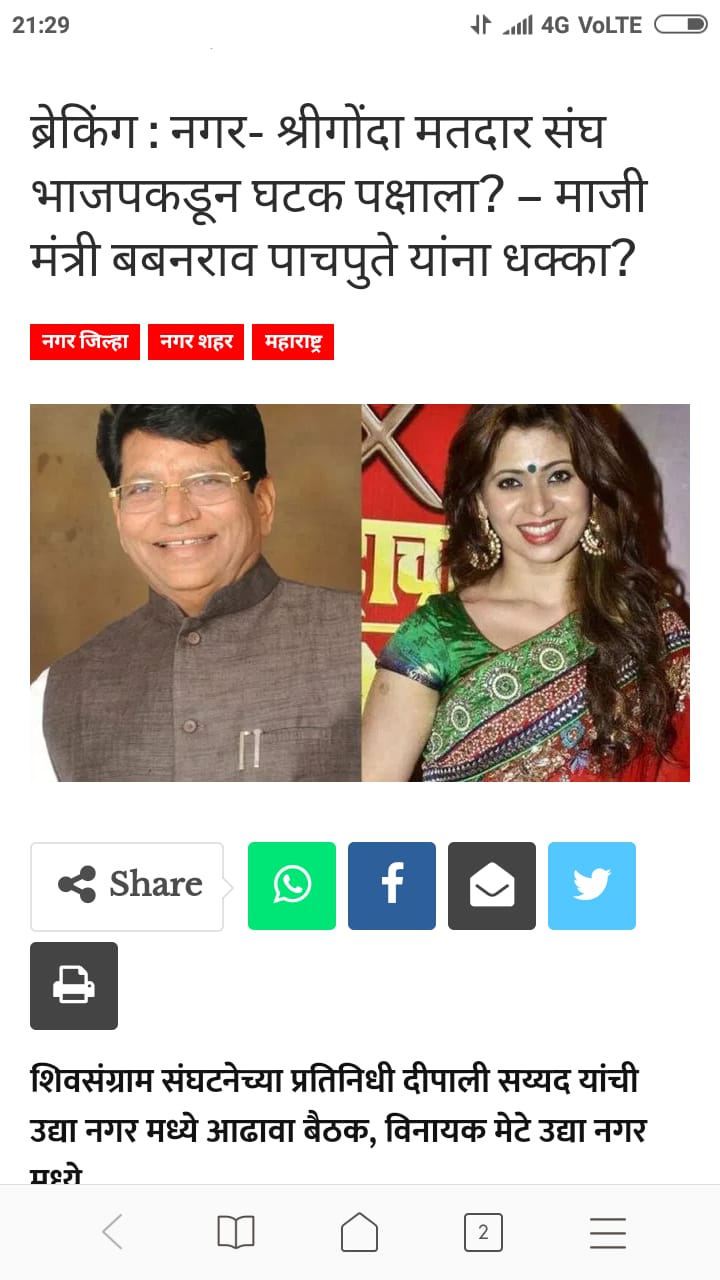 21:29
4G VoLTE
ब्रेकिंग : नगर- श्रीगोंदा मतदार संघ
भाजपकडून घटक पक्षाला? – माजी
मंत्री बबनराव पाचपुते यांना धक्का?
नगर जिल्हा नगर शहर महाराष्ट्र
Share
शिवसंग्राम संघटनेच्या प्रतिनिधी दीपाली सय्यद यांची
उद्या नगर मध्ये आढावा बैठक, विनायक मेटे उद्या नगर
मध्ये
2